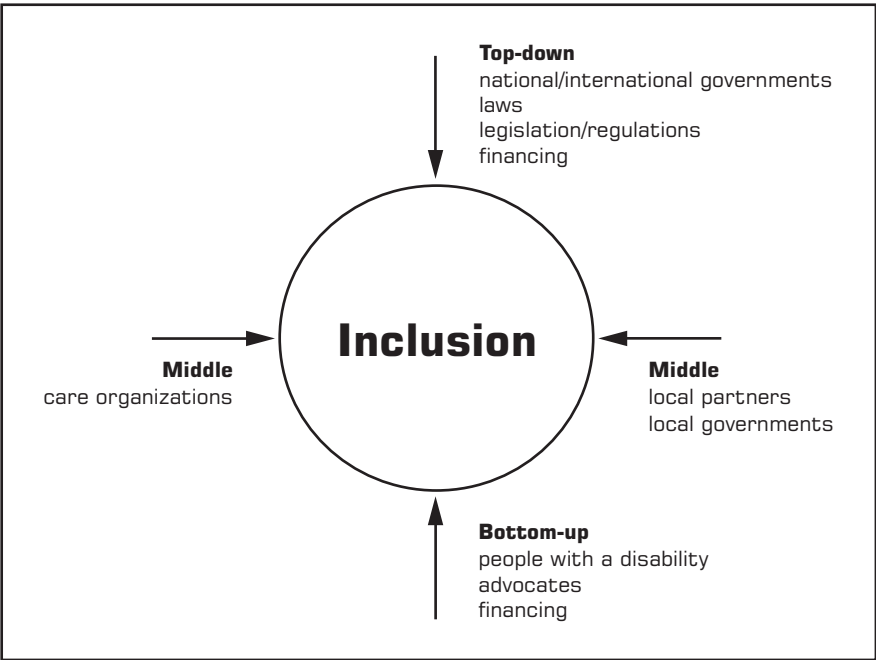 Top-down
national/international governments
laws
legislation/regulations
financing
Inclusion
Middle
care organizations
Middle
local partners
local governments
Bottom-up
people with a disability
advocates
financing